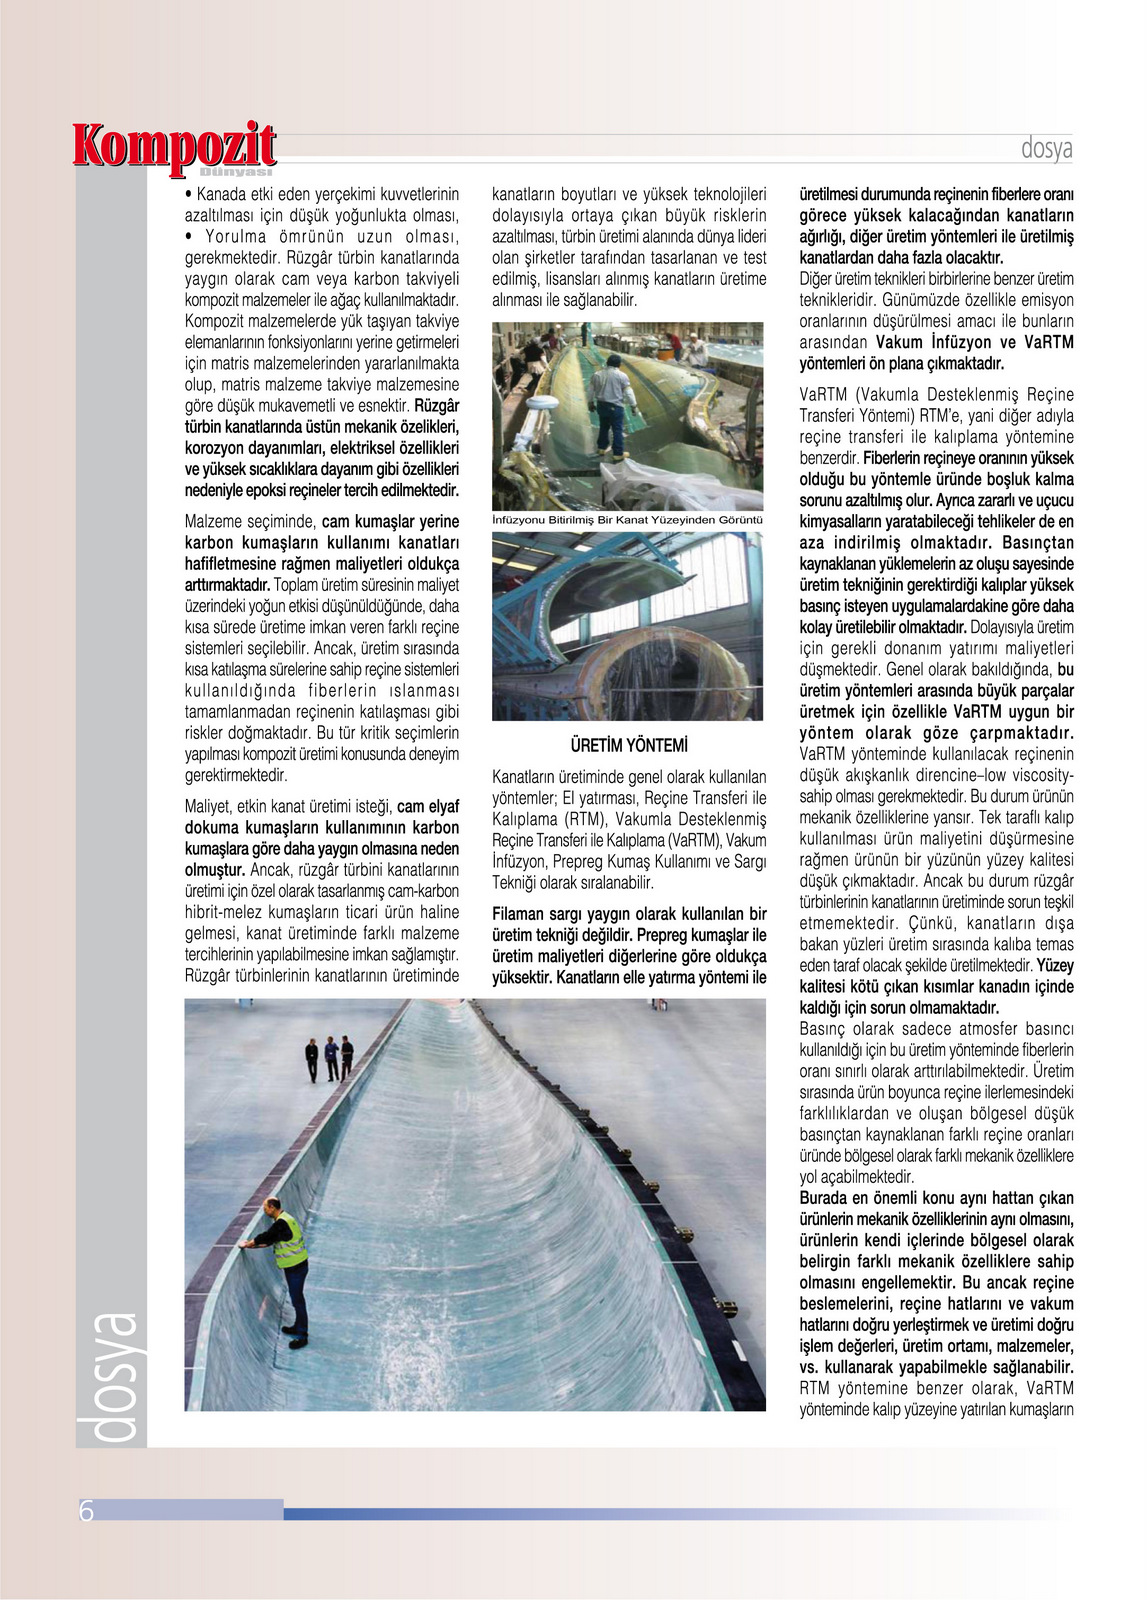 Kompozit
Dünyası
dosya
• Kanada etki eden yerçekimi kuvvetlerinin
azaltılması için düşük yoğunlukta olması,
• Yorulma ömrünün uzun olması,
gerekmektedir. Rüzgâr türbin kanatlarında
yaygın olarak cam veya karbon takviyeli
kompozit malzemeler ile ağaç kullanılmaktadır.
Kompozit malzemelerde yük taşıyan takviye
elemanlarının fonksiyonlarını yerine getirmeleri
için matris malzemelerinden yararlanılmakta
olup, matris malzeme takviye malzemesine
göre düşük mukavemetli ve esnektir. Rüzgâr
türbin kanatlarında üstün mekanik özelikleri,
korozyon dayanımları, elektriksel özellikleri
ve yüksek sıcaklıklara dayanım gibi özellikleri
nedeniyle epoksi reçineler tercih edilmektedir.
Malzeme seçiminde, cam kumaşlar yerine
karbon kumaşların kullanımı kanatları
hafifletmesine rağmen maliyetleri oldukça
arttırmaktadır. Toplam üretim süresinin maliyet
üzerindeki yoğun etkisi düşünüldüğünde, daha
kısa sürede üretime imkan veren farklı reçine
sistemleri seçilebilir. Ancak, üretim sırasında
kısa katılaşma sürelerine sahip reçine sistemleri
kullanıldığında fiberlerin ıslanması
tamamlanmadan reçinenin katılaşması gibi
riskler doğmaktadır. Bu tür kritik seçimlerin
yapılması kompozit üretimi konusunda deneyim
gerektirmektedir.
Maliyet, etkin kanat üretimi isteği, cam elyaf
dokuma kumaşların kullanımının karbon
kumaşlara göre daha yaygın olmasına neden
olmuştur. Ancak, rüzgâr türbini kanatlarının
üretimi için özel olarak tasarlanmış cam-karbon
hibrit-melez kumaşların ticari ürün haline
gelmesi, kanat üretiminde farklı malzeme
tercihlerinin yapılabilmesine imkan sağlamıştır.
Rüzgâr türbinlerinin kanatlarının üretiminde
kanatların boyutları ve yüksek teknolojileri
dolayısıyla ortaya çıkan büyük risklerin
azaltılması, türbin üretimi alanında dünya lideri
olan şirketler tarafından tasarlanan ve test
edilmiş, lisansları alınmış kanatların üretime
alınması ile sağlanabilir.
İnfüzyonu Bitirilmiş Bir Kanat Yüzeyinden Görüntü
ÜRETİM YÖNTEMİ
Kanatların üretiminde genel olarak kullanılan
yöntemler; El yatırması, Reçine Transferi ile
Kalıplama (RTM), Vakumla Desteklenmiş
Reçine Transferi ile Kalıplama (VaRTM), Vakum
İnfüzyon, Prepreg Kumaş Kullanımı ve Sargı
Tekniği olarak sıralanabilir.
Filaman sargı yaygın olarak kullanılan bir
üretim tekniği değildir. Prepreg kumaşlar ile
üretim maliyetleri diğerlerine göre oldukça
yüksektir. Kanatların elle yatırma yöntemi ile
üretilmesi durumunda reçinenin fiberlere oranı
görece yüksek kalacağından kanatların
ağırlığı, diğer üretim yöntemleri ile üretilmiş
kanatlardan daha fazla olacaktır.
Diğer üretim teknikleri birbirlerine benzer üretim
teknikleridir. Günümüzde özellikle emisyon
oranlarının düşürülmesi amacı ile bunların
arasından Vakum İnfüzyon ve VaRTM
yöntemleri ön plana çıkmaktadır.
VaRTM (Vakumla Desteklenmiş Reçine
Transferi Yöntemi) RTM'e, yani diğer adıyla
reçine transferi ile kalıplama yöntemine
benzerdir. Fiberlerin reçineye oranının yüksek
olduğu bu yöntemle üründe boşluk kalma
sorunu azaltılmış olur. Ayrıca zararlı ve uçucu
kimyasalların yaratabileceği tehlikeler de en
aza indirilmiş olmaktadır. Basınçtan
kaynaklanan yüklemelerin az oluşu sayesinde
üretim tekniğinin gerektirdiği kalıplar yüksek
basınç isteyen uygulamalardakine göre daha
kolay üretilebilir olmaktadır. Dolayısıyla üretim
için gerekli donanım yatırımı maliyetleri
düşmektedir. Genel olarak bakıldığında, bu
üretim yöntemleri arasında büyük parçalar
üretmek için özellikle VaRTM uygun bir
yöntem olarak göze çarpmaktadır.
VaRTM yönteminde kullanılacak reçinenin
düşük akışkanlık direncine–low viscosity-
sahip olması gerekmektedir. Bu durum ürünün
mekanik özelliklerine yansır. Tek taraflı kalıp
kullanılması ürün maliyetini düşürmesine
rağmen ürünün bir yüzünün yüzey kalitesi
düşük çıkmaktadır. Ancak bu durum rüzgâr
türbinlerinin kanatlarının üretiminde sorun teşkil
etmemektedir. Çünkü, kanatların dışa
bakan yüzleri üretim sırasında kalıba temas
eden taraf olacak şekilde üretilmektedir. Yüzey
kalitesi kötü çıkan kısımlar kanadın içinde
kaldığı için sorun olmamaktadır.
Basınç olarak sadece atmosfer basıncı
kullanıldığı için bu üretim yönteminde fiberlerin
oranı sınırlı olarak arttırılabilmektedir. Üretim
sırasında ürün boyunca reçine ilerlemesindeki
farklılıklardan ve oluşan bölgesel düşük
basınçtan kaynaklanan farklı reçine oranları
üründe bölgesel olarak farklı mekanik özelliklere
yol açabilmektedir.
Burada en önemli konu aynı hattan çıkan
ürünlerin mekanik özelliklerinin aynı olmasını,
ürünlerin kendi içlerinde bölgesel olarak
belirgin farklı mekanik özelliklere sahip
olmasını engellemektir. Bu ancak reçine
beslemelerini, reçine hatlarını ve vakum
hatlarını doğru yerleştirmek ve üretimi doğru
işlem değerleri, üretim ortamı, malzemeler,
vs. kullanarak yapabilmekle sağlanabilir.
RTM yöntemine benzer olarak, VaRTM
yönteminde kalıp yüzeyine yatırılan kumaşların
dosya
6